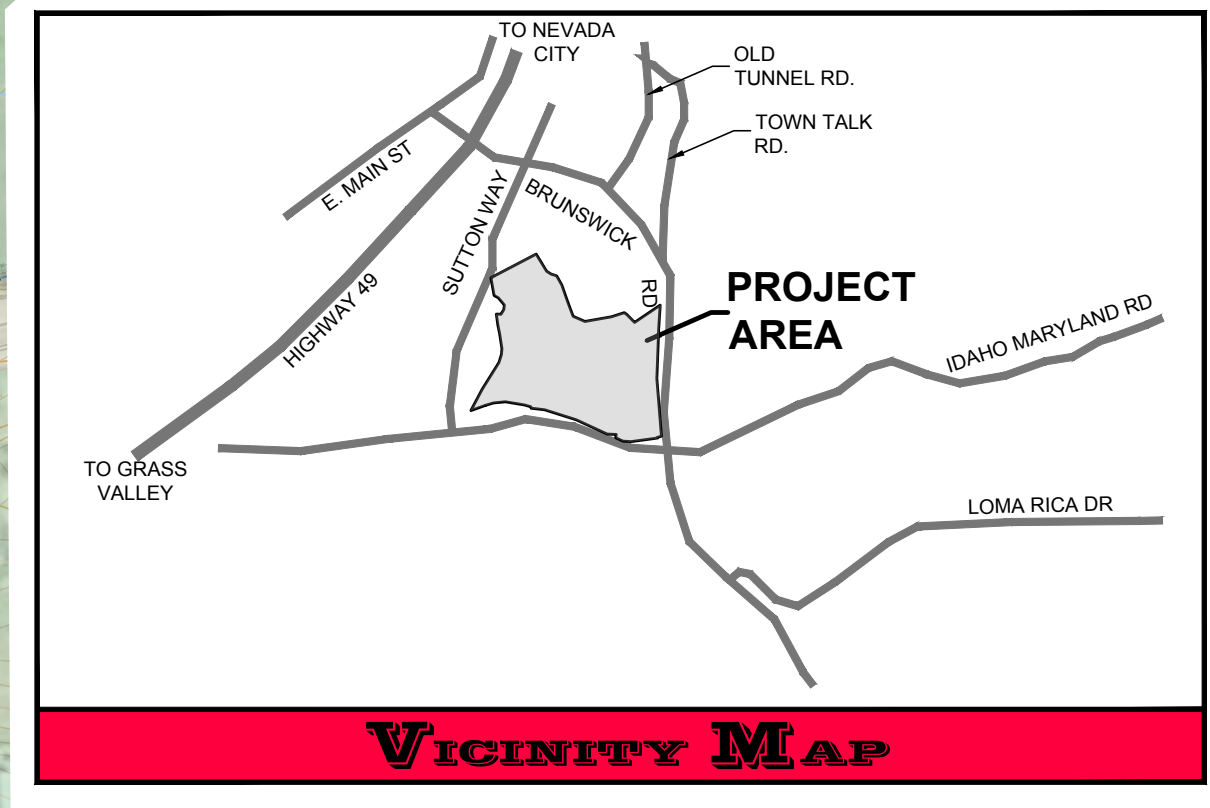 TO NEVADA
CITY
OLD
TUNNEL RD.
TOWN TALK
RD.
E. MAIN ST
SUTTON WAY
BRUNSWICK
RD
HIGHWAY 49
PROJECT
AREA
IDAHO MARYLAND RD
TO GRASS
VALLEY
LOMA RICA DR
VICINITY MAP